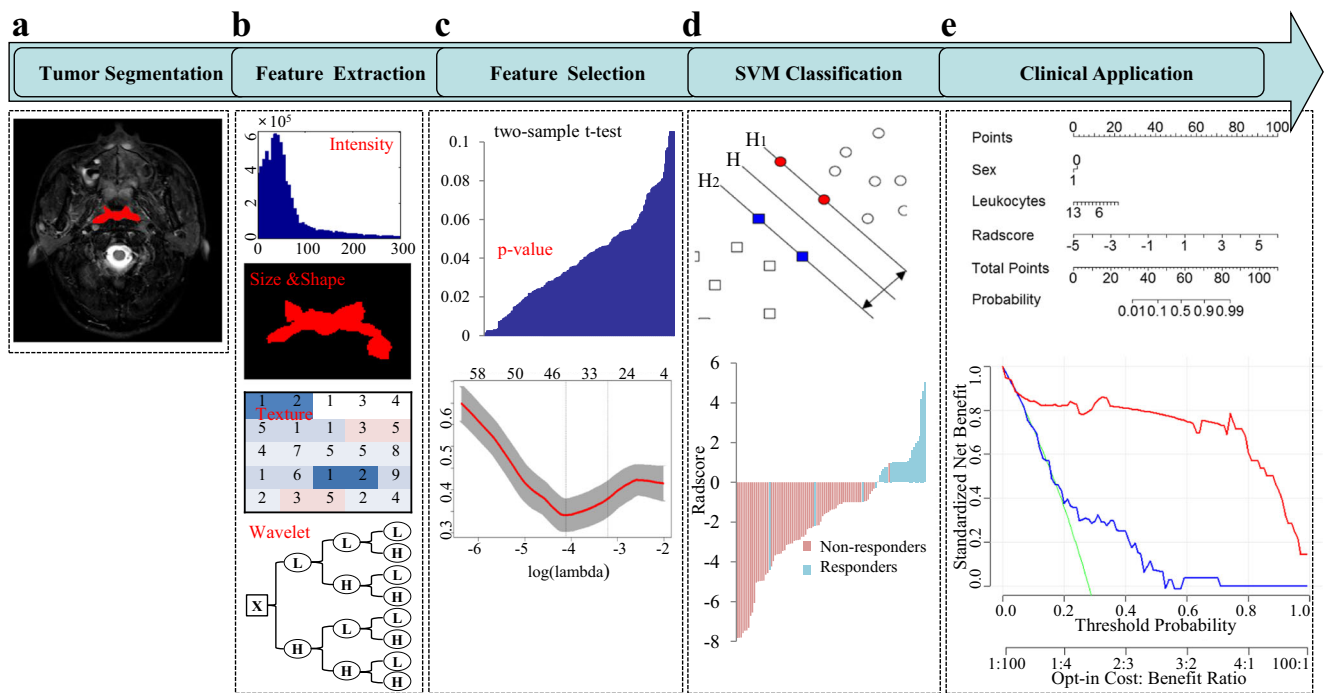 a b c d e
Tumor Segmentation Feature Extraction Feature Selection SVM Classification Clinical Application
6 × 10⁵
Intensity
4
2
0
0 100 200 300
Size &Shape
1 2 1 3 4
Texture
5 1 1 3 5
4 7 5 5 8
1 6 1 2 9
2 3 5 2 4
Wavelet
X
L
H
L
H
L
H
L
H
L
H
L
H
L
H
two-sample t-test
0.1
0.08
0.06
p-value
0.04
0.02
0
58 50 46 33 24 4
0.6
0.5
0.4
0.3
-6 -5 -4 -3 -2
log(lambda)
H1
H
H2
6
4
2
0
-2
-4
-6
-8
Radscore
Non-responders
Responders
Points 0 20 40 60 80 100
Sex 0
1
Leukocytes
13 6
Radscore
-5 -3 -1 1 3 5
Total Points 0 20 40 60 80 100
Probability
0.01 0.1 0.5 0.9 0.99
Standardized Net Benefit
1.0
0.8
0.6
0.4
0.2
0.0
0.0 0.2 0.4 0.6 0.8 1.0
Threshold Probability
1:100 1:4 2:3 3:2 4:1 100:1
Opt-in Cost: Benefit Ratio